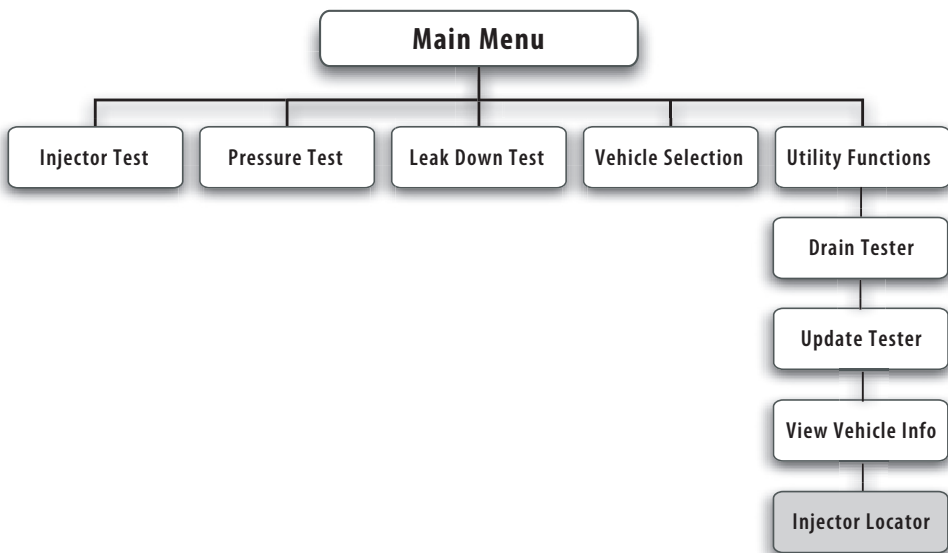 Main Menu
Injector Test
Pressure Test
Leak Down Test
Vehicle Selection
Utility Functions
Drain Tester
Update Tester
View Vehicle Info
Injector Locator